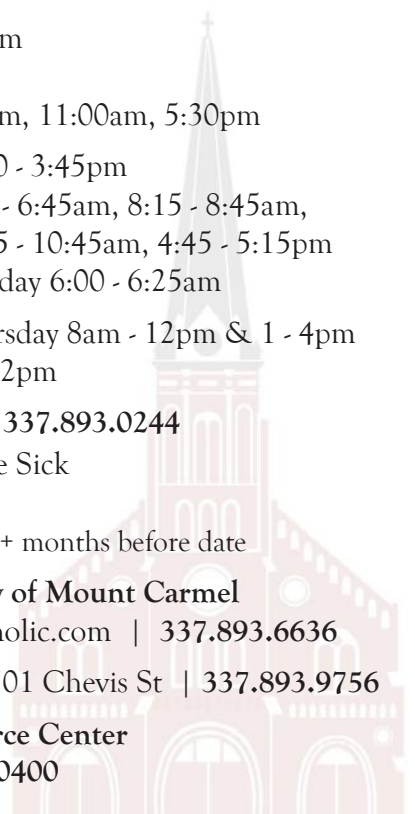 m
m, 11:00am, 5:30pm
0 - 3:45pm
- 6:45am, 8:15 - 8:45am,
5 - 10:45am, 4:45 - 5:15pm
day 6:00 - 6:25am
rsday 8am - 12pm & 1 - 4pm
2pm
337.893.0244
e Sick
+ months before date
y of Mount Carmel
holic.com | 337.893.6636
01 Chevis St | 337.893.9756
rce Center
0400